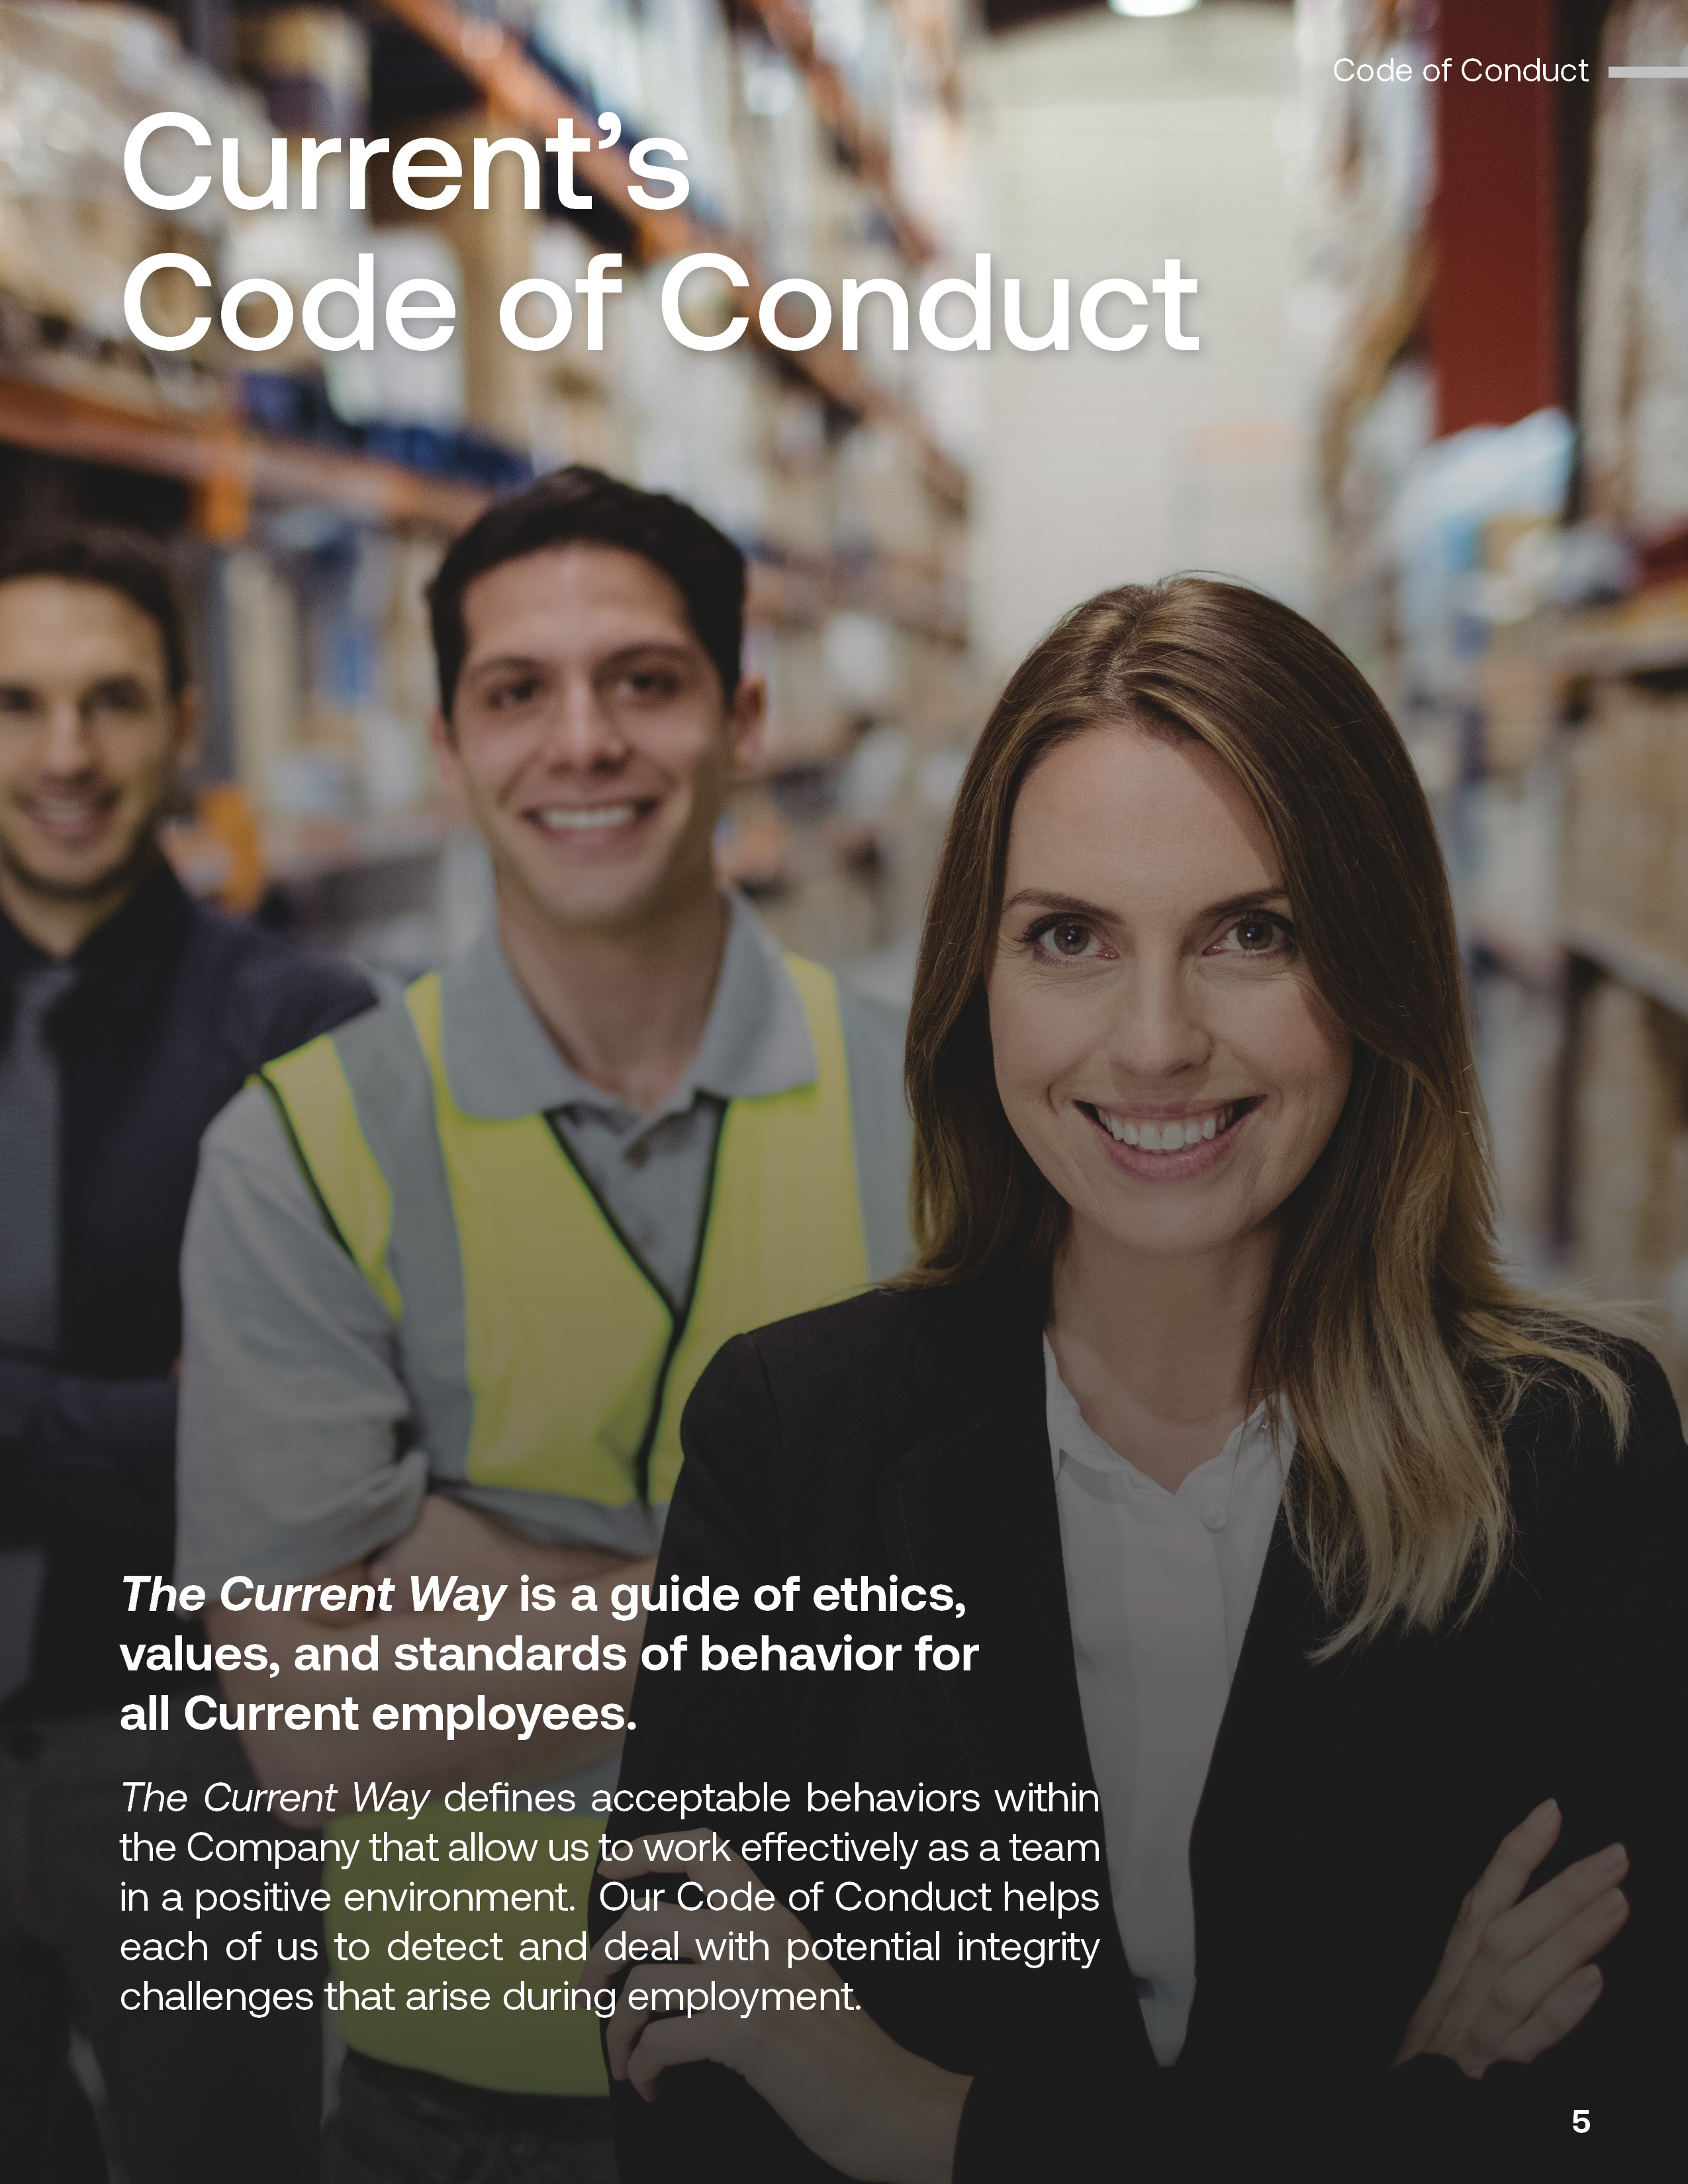 Code of Conduct
Current’s
Code of Conduct
The Current Way is a guide of ethics,
values, and standards of behavior for
all Current employees.
The Current Way defines acceptable behaviors within
the Company that allow us to work effectively as a team
in a positive environment.  Our Code of Conduct helps
each of us to detect and deal with potential integrity
challenges that arise during employment.
5